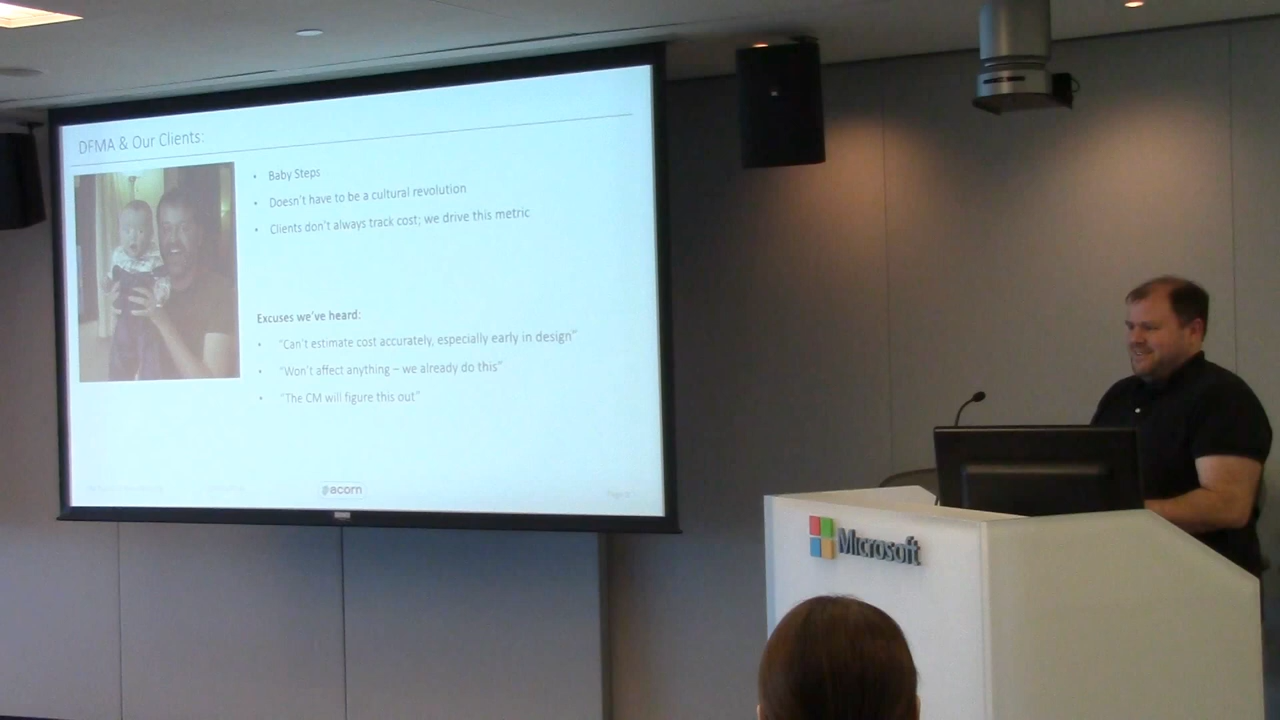 DFMA & Our Clients:
• Baby Steps
• Doesn't have to be a cultural revolution
• Clients don't always track cost; we drive this metric
Excuses we've heard:
• "Can't estimate cost accurately, especially early in design"
• "Won't affect anything – we already do this"
• "The CM will figure this out"
acorn
Microsoft